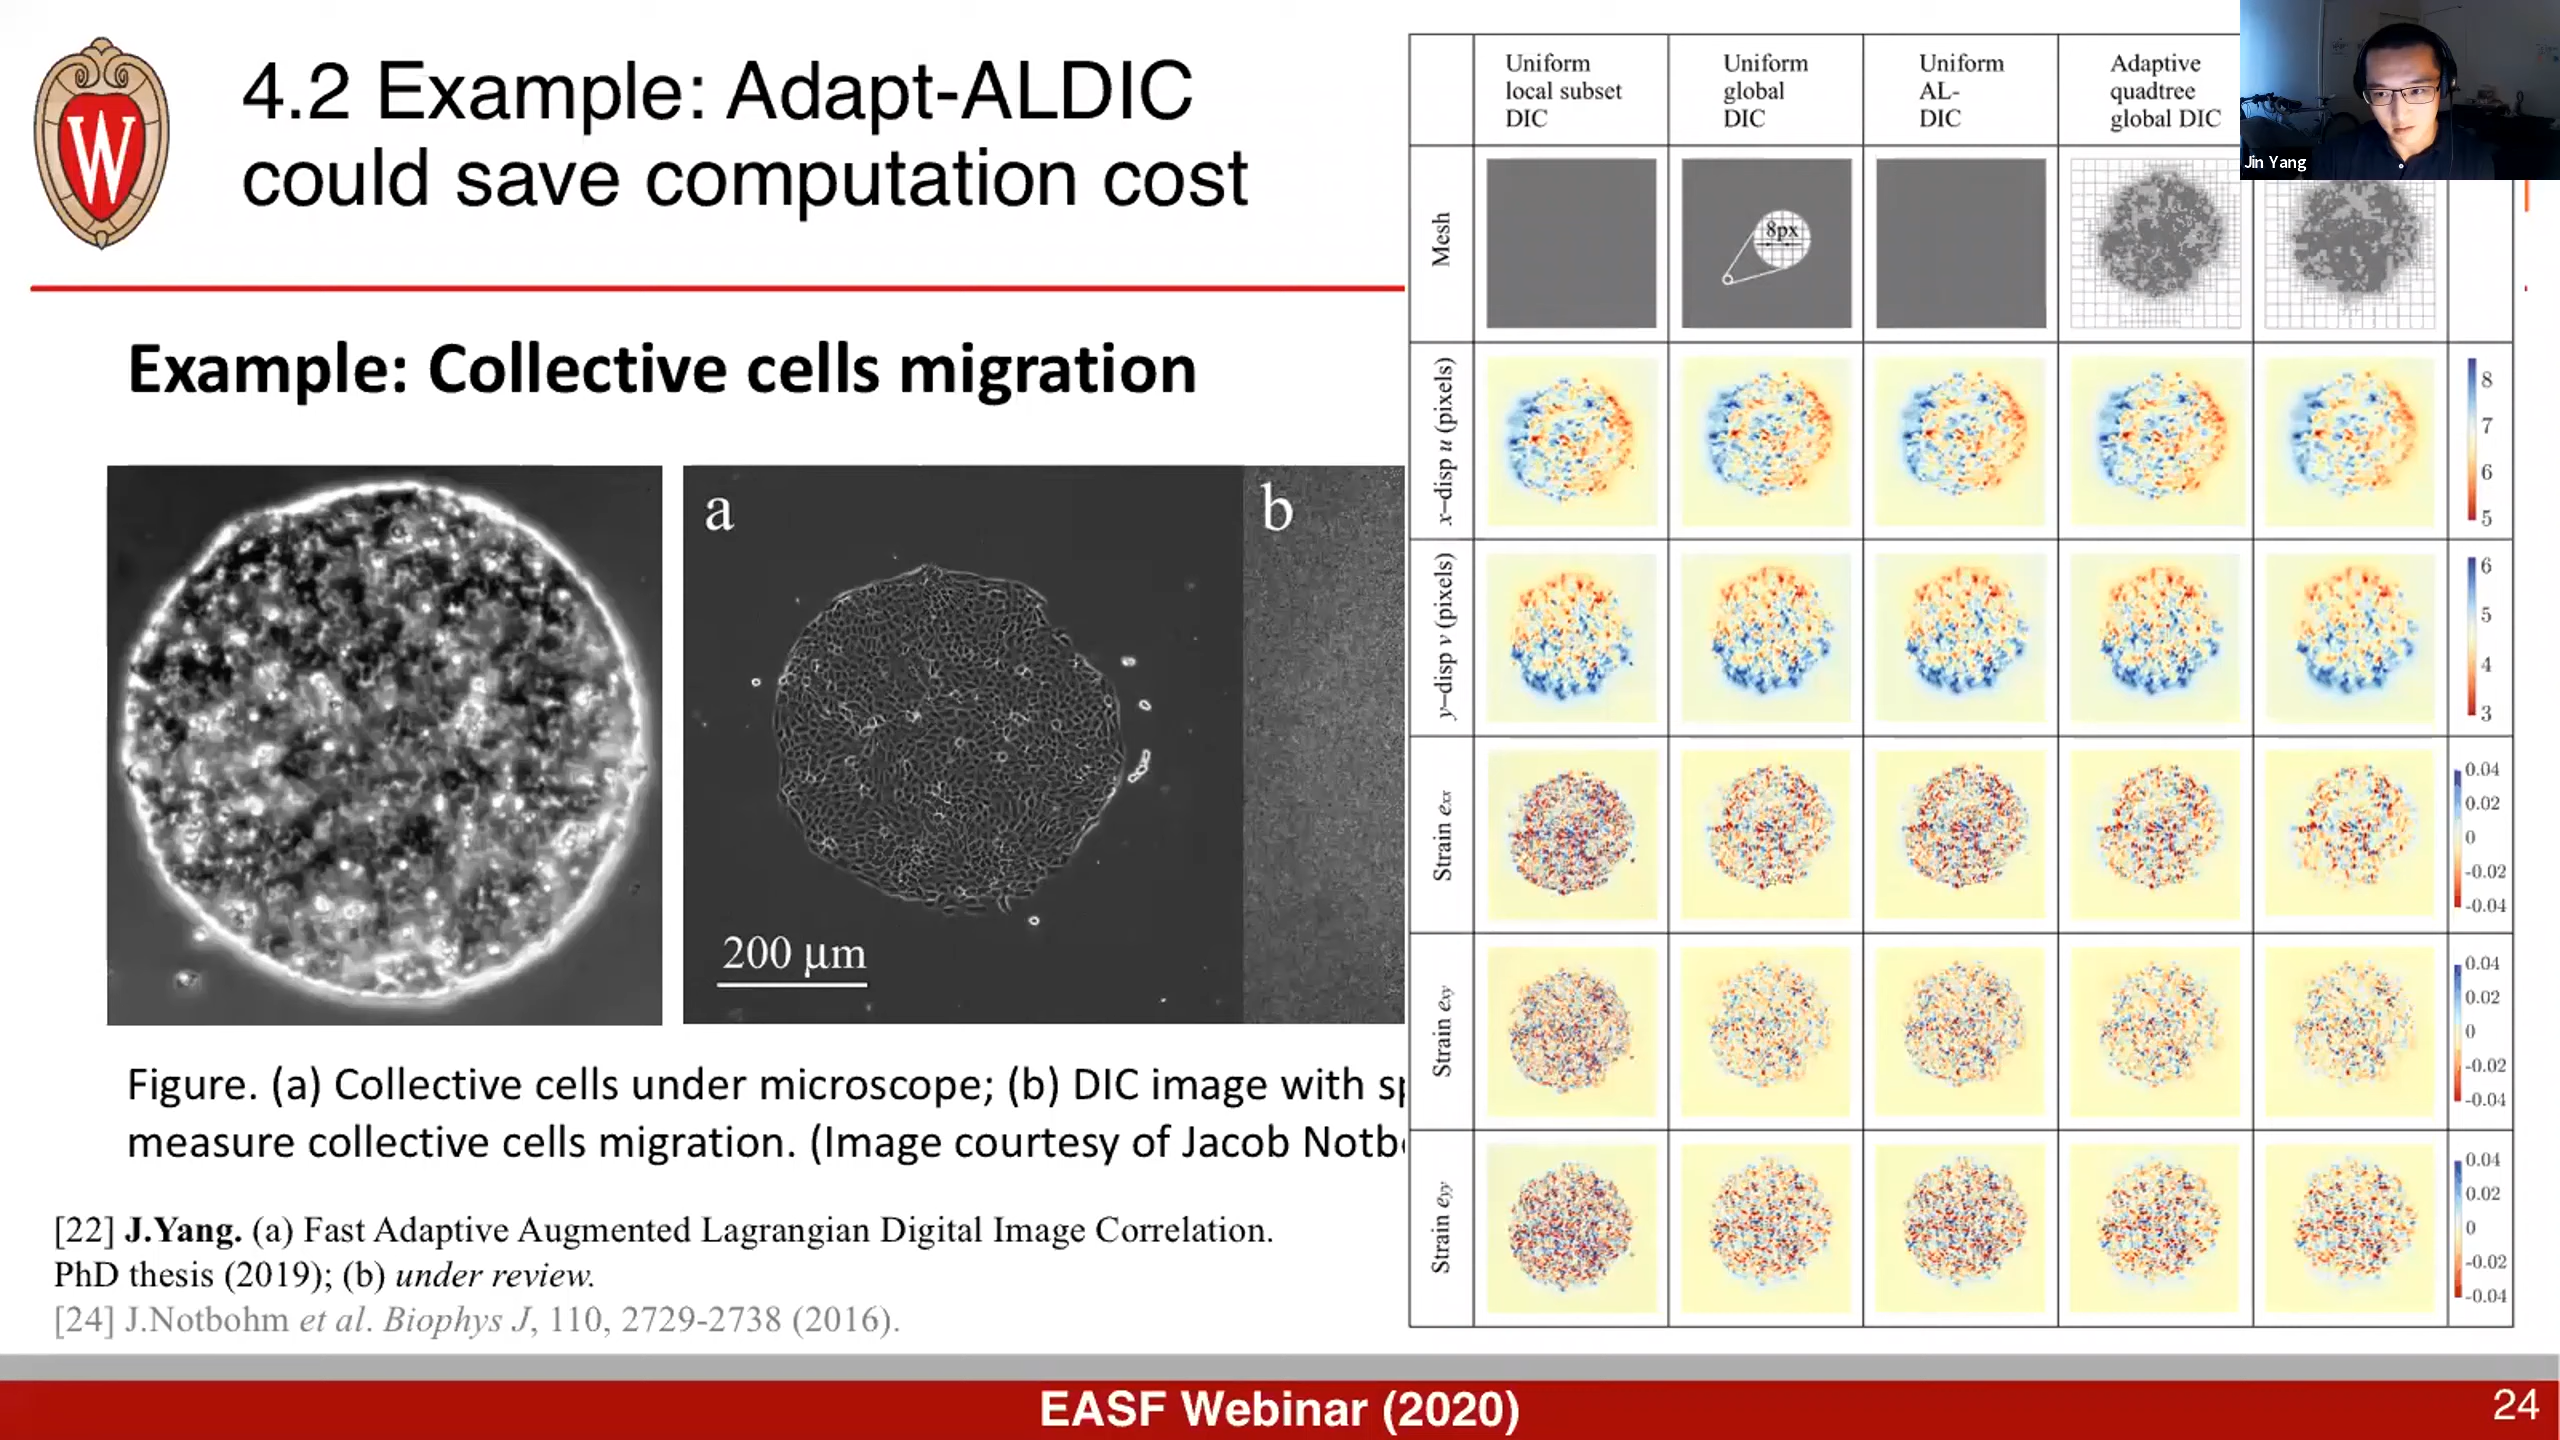 W
4.2 Example: Adapt-ALDIC
could save computation cost
Example: Collective cells migration
a
200 µm
b
Figure. (a) Collective cells under microscope; (b) DIC image with
measure collective cells migration. (Image courtesy of Jacob
[22] J.Yang. (a) Fast Adaptive Augmented Lagrangian Digital Image Correlation.
PhD thesis (2019); (b) under review.
[24] J.Notbohm et al. Biophys J, 110, 2729-2738 (2016).
Uniform
local subset
DIC
Uniform
global
DIC
Uniform
AL-
DIC
Adaptive
quadtree
global DIC
Jin Yang
Mesh
8px
x–disp u (pixels)
8
7
6
5
y–disp v (pixels)
6
5
4
3
Strain exx
0.04
0.02
0
-0.02
-0.04
Strain exy
0.04
0.02
0
-0.02
-0.04
Strain eyy
0.04
0.02
0
-0.02
-0.04
EASF Webinar (2020)
24